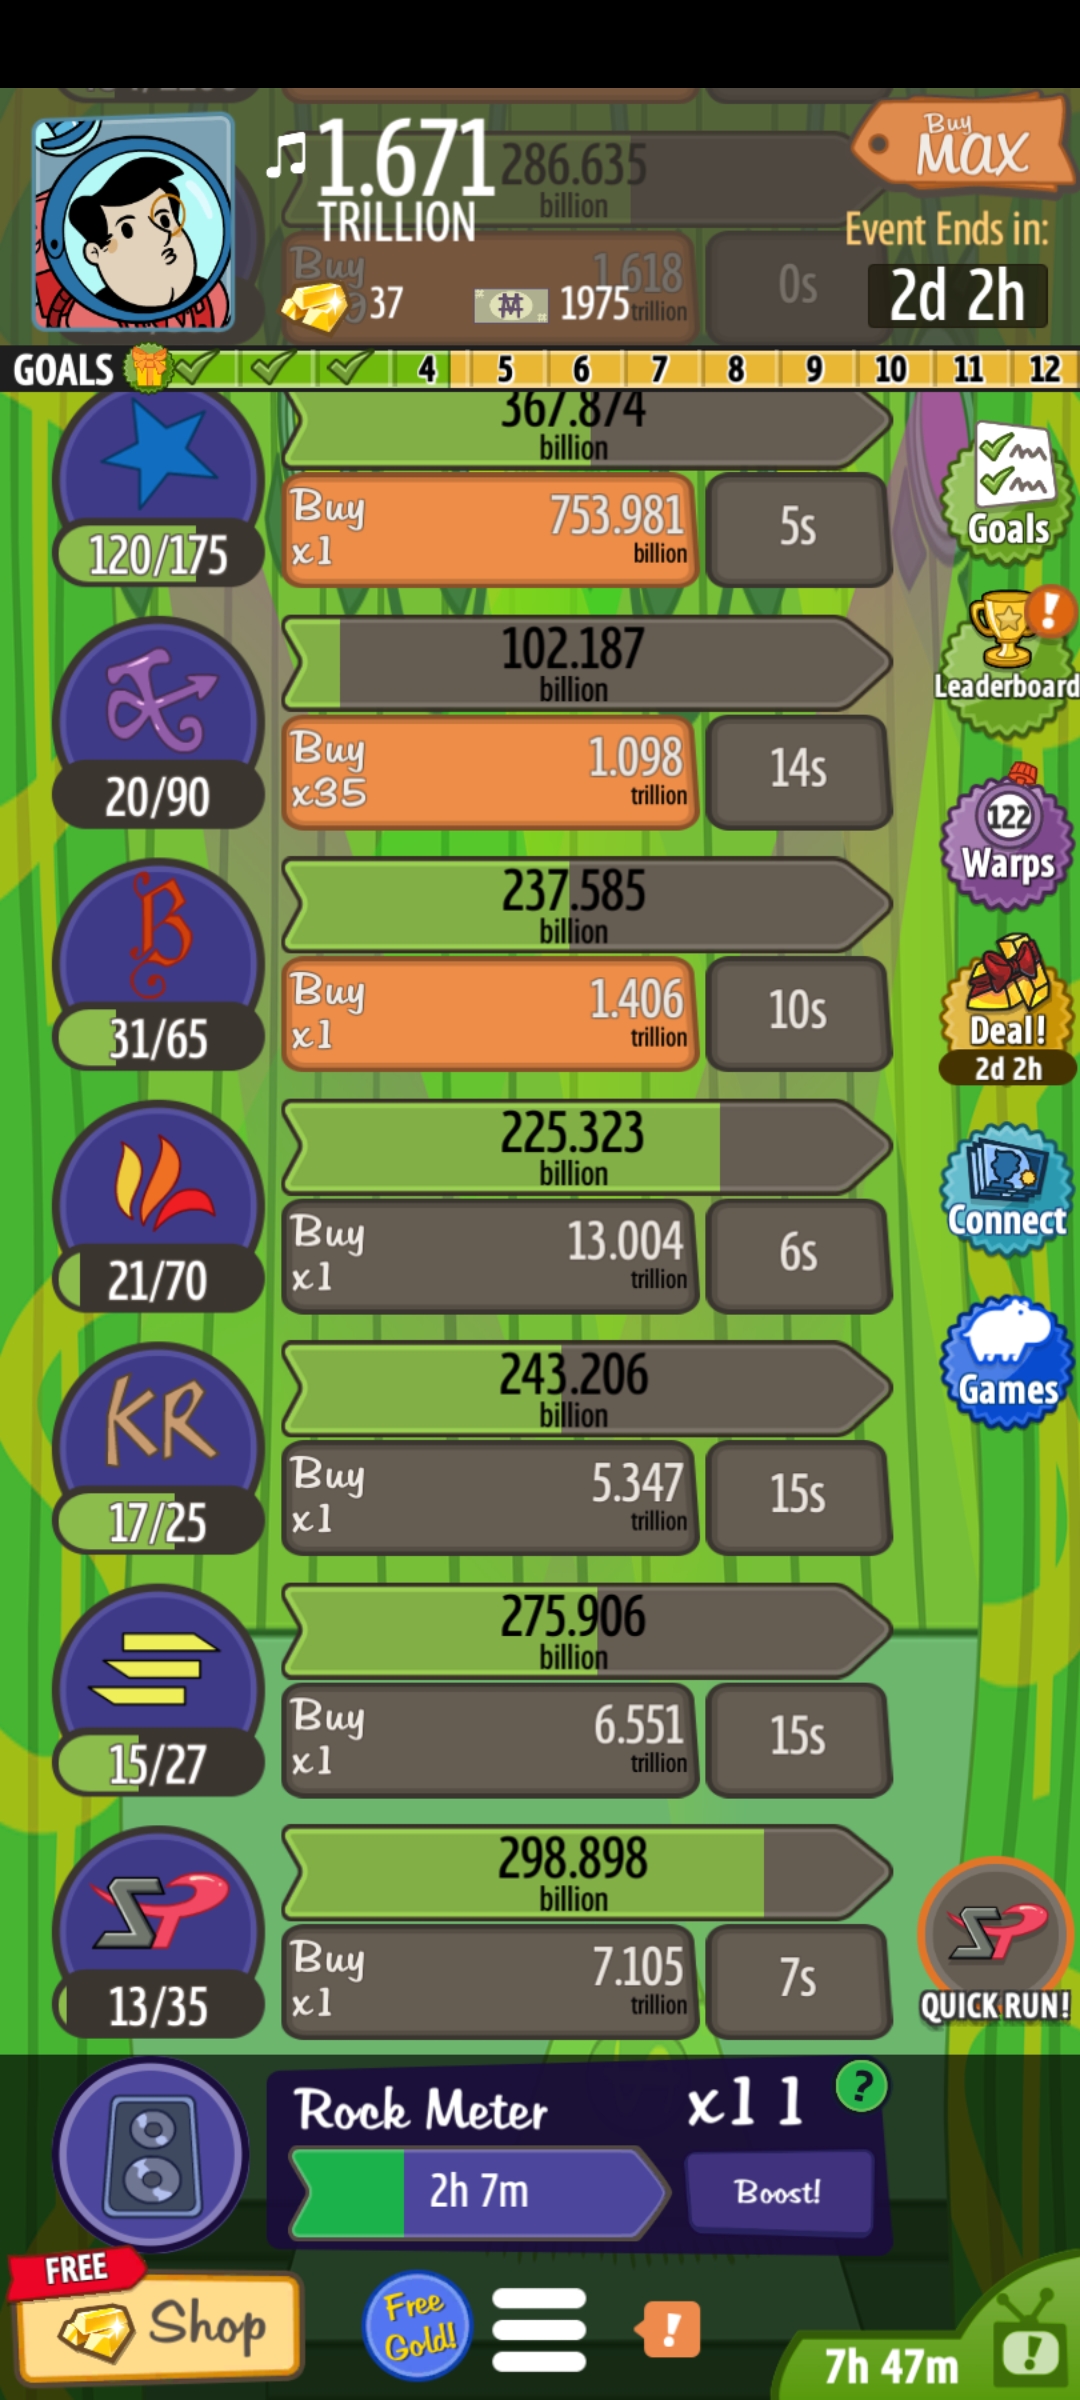 Buy
MAX
1.671
286.635
TRILLION
billion
Event Ends in:
Buy
1.618
37
1975
trillion
0s
2d 2h
GOALS
4
5
6
7
8
9
10
11
12
367.874
billion
Buy
753.981
x1
billion
5s
120/175
Goals
102.187
billion
!
Leaderboard
Buy
1.098
x35
trillion
14s
20/90
122
Warps
237.585
billion
B
Buy
1.406
x1
trillion
10s
31/65
Deal!
2d 2h
225.323
billion
Buy
13.004
x1
trillion
6s
21/70
Connect
243.206
billion
KR
Games
Buy
5.347
x1
trillion
15s
17/25
275.906
billion
Buy
6.551
x1
trillion
15s
15/27
298.898
billion
SP
Buy
7.105
x1
trillion
7s
13/35
SP
QUICK RUN!
Rock Meter
x11
?
2h 7m
Boost!
FREE
Shop
Free
Gold!
!
7h 47m
!